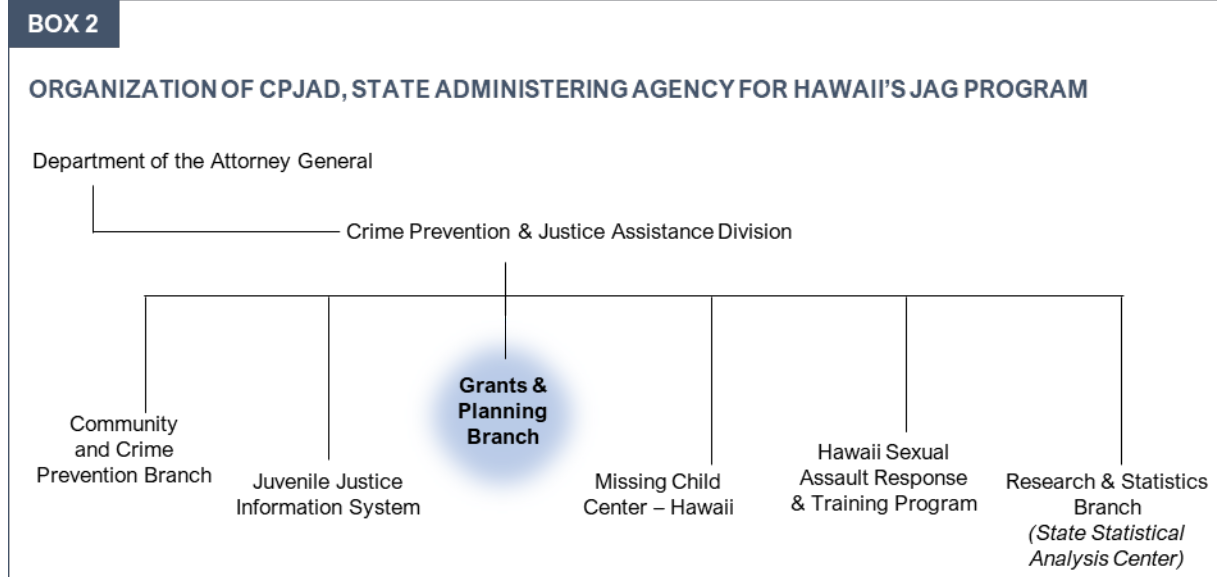 BOX 2
ORGANIZATION OF CPJAD, STATE ADMINISTERING AGENCY FOR HAWAII'S JAG PROGRAM
Department of the Attorney General
Crime Prevention & Justice Assistance Division
Community
and Crime
Prevention Branch
Juvenile Justice
Information System
Grants &
Planning
Branch
Missing Child
Center – Hawaii
Hawaii Sexual
Assault Response
& Training Program
Research & Statistics
Branch
(State Statistical
Analysis Center)